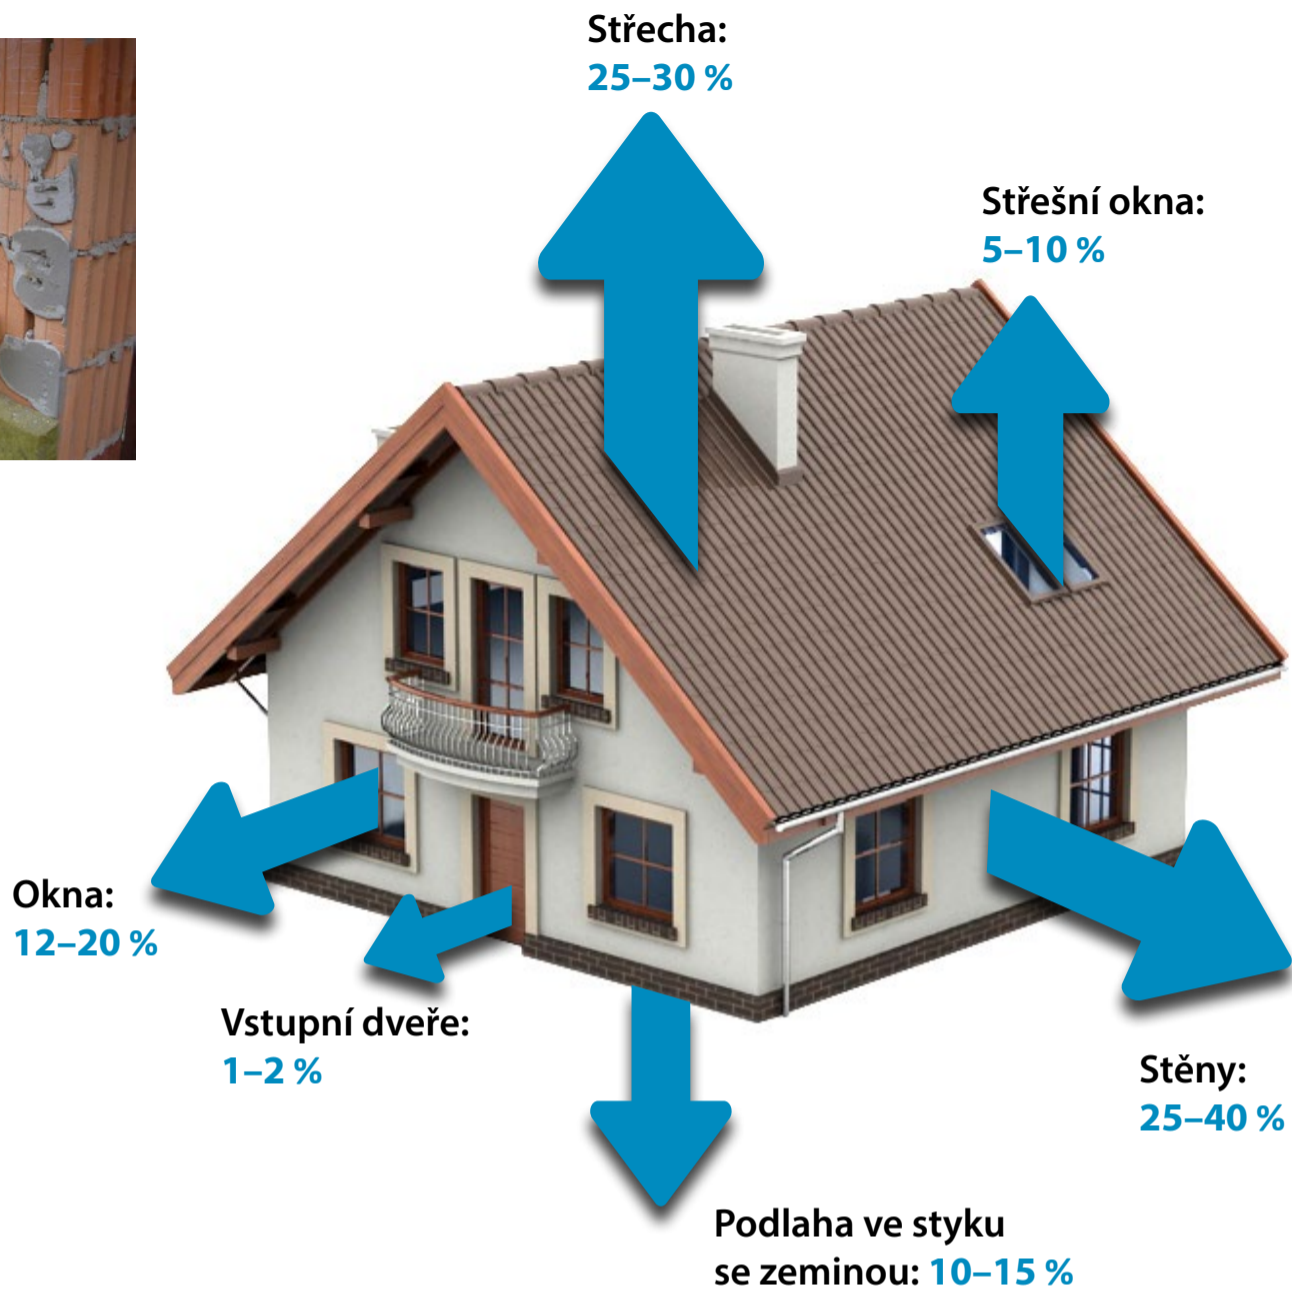 Střecha:
25–30 %
Střešní okna:
5–10 %
Okna:
12–20 %
Vstupní dveře:
1–2 %
Stěny:
25–40 %
Podlaha ve styku
se zeminou: 10–15 %